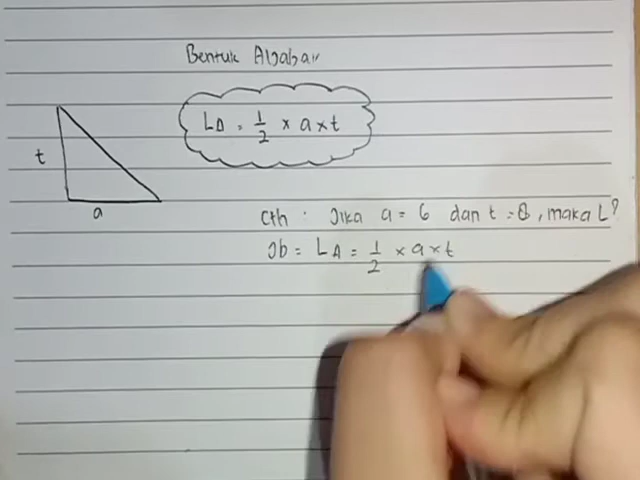 Bentuk Aljabar
L∆ = 1/2 × a × t
t
a
Cth : Jika a = 6 dan t = 8, maka L?
Jb = L∆ = 1/2 × a × t